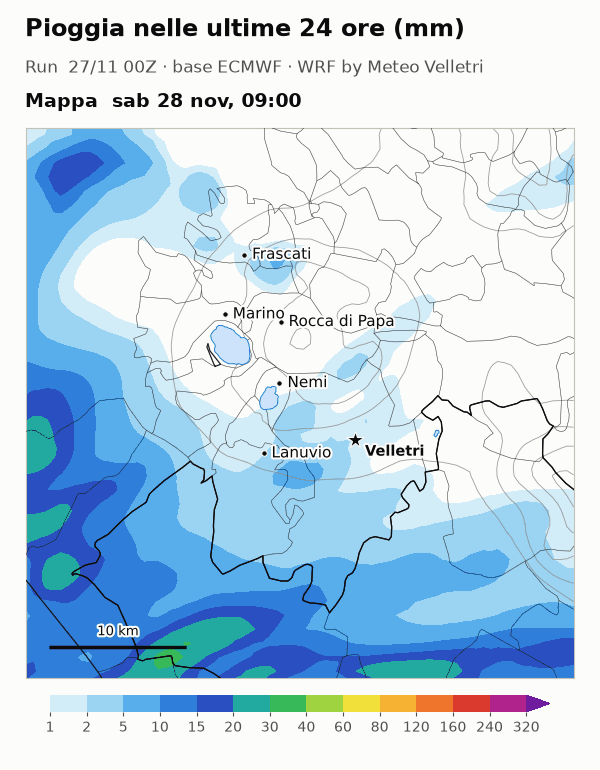 Pioggia nelle ultime 24 ore (mm)
Run  27/11 00Z · base ECMWF · WRF by Meteo Velletri
Mappa  sab 28 nov, 09:00
Frascati
Marino
Rocca di Papa
Nemi
Velletri
Lanuvio
10 km
1 2 5 10 15 20 30 40 60 80 120 160 240 320